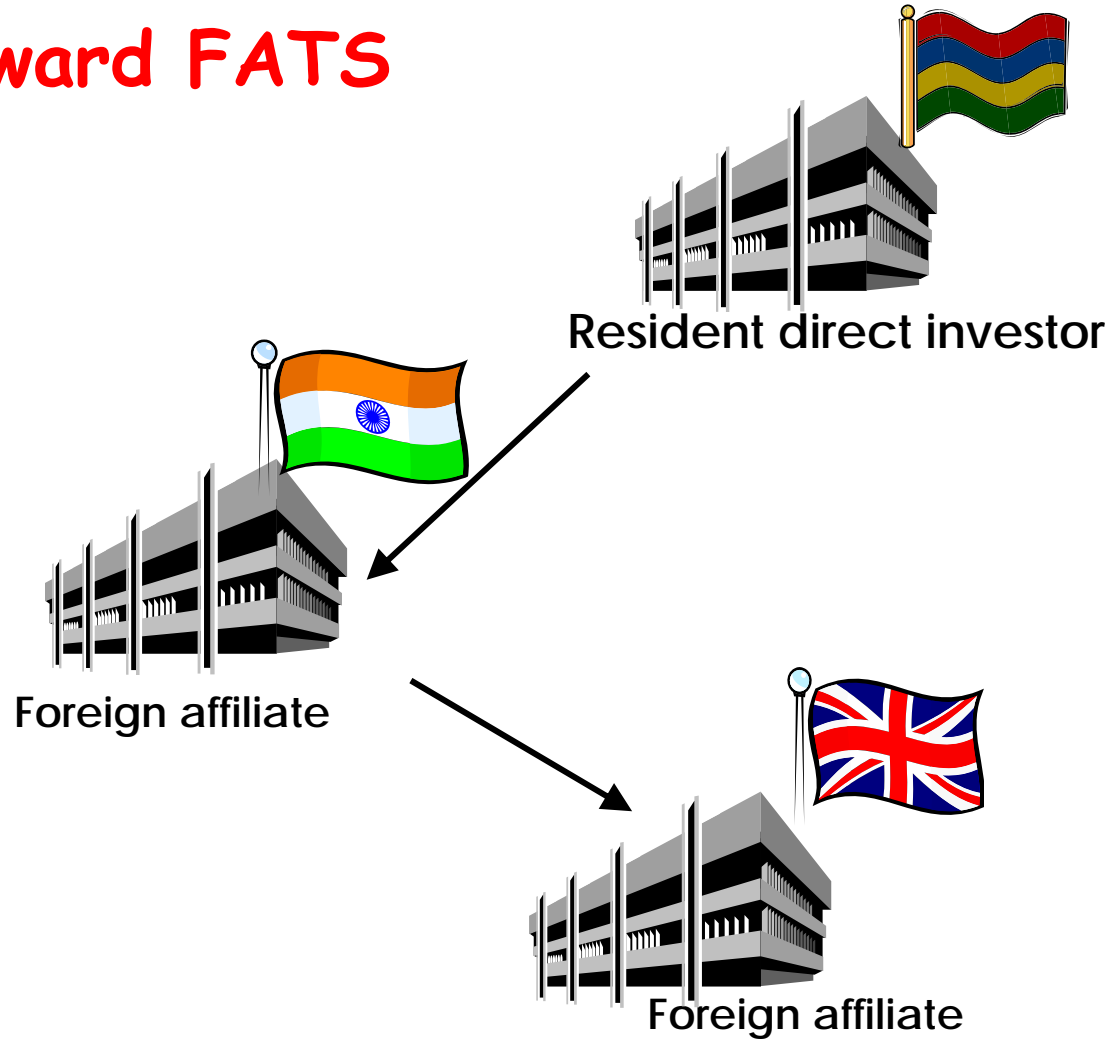 ward FATS
Resident direct investor
Foreign affiliate
Foreign affiliate